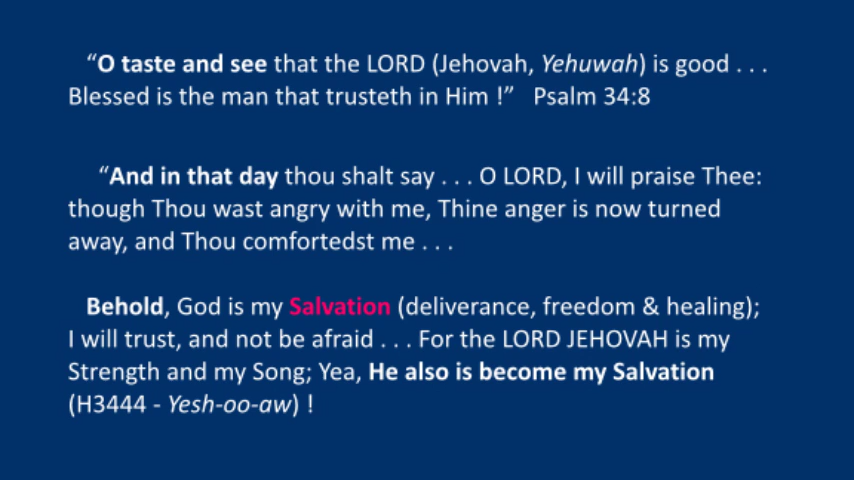 “O taste and see that the LORD (Jehovah, Yehuwah) is good . . .
Blessed is the man that trusteth in Him !” Psalm 34:8
“And in that day thou shalt say . . . O LORD, I will praise Thee:
though Thou wast angry with me, Thine anger is now turned
away, and Thou comfortedst me . . .
Behold, God is my Salvation (deliverance, freedom & healing);
I will trust, and not be afraid . . . For the LORD JEHOVAH is my
Strength and my Song; Yea, He also is become my Salvation
(H3444 - Yesh-oo-aw) !